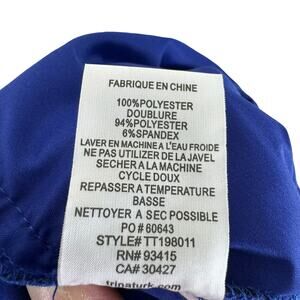 FABRIQUE EN CHINE
100%POLYESTER
DOUBLURE
94%POLYESTER
6%SPANDEX
LAVER EN MACHINE A L'EAU FROIDE
NE PAS UTILIZER DE LA JAVEL
SECHER A LA MACHINE
CYCLE DOUX
REPASSER A TEMPERATURE
BASSE
NETTOYER A SEC POSSIBLE
PO# 60643
STYLE# TT198011
RN# 93415
CA# 30427
trinaturk.com